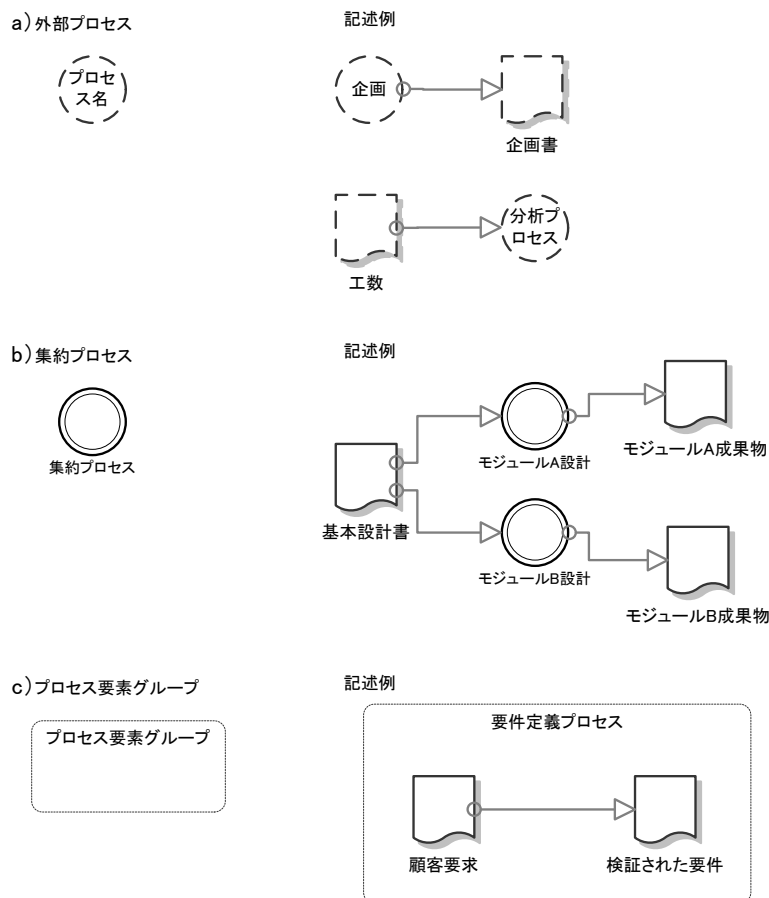 a)外部プロセス
記述例
プロセ
ス名
企画
企画書
分析プ
ロセス
工数
b)集約プロセス
記述例
集約プロセス
モジュールA設計
モジュールA成果物
基本設計書
モジュールB設計
モジュールB成果物
c)プロセス要素グループ
記述例
プロセス要素グループ
要件定義プロセス
顧客要求
検証された要件